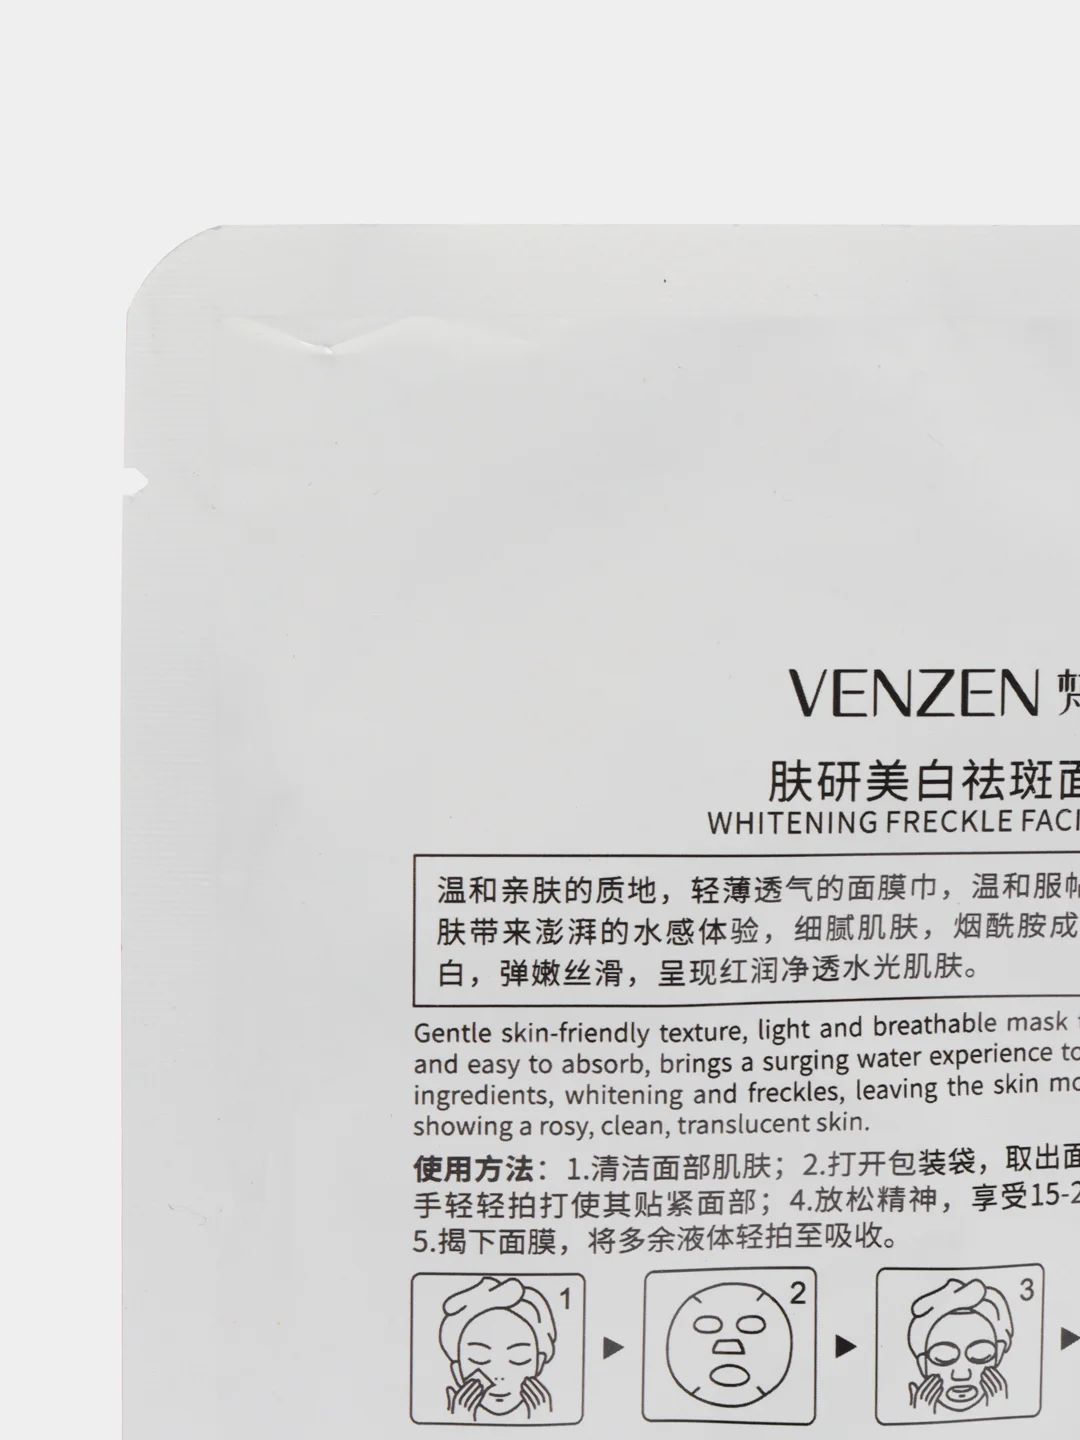 VENZEN
肤研美白祛斑面
WHITENING FRECKLE FACI
温和亲肤的质地，轻薄透气的面膜巾，温和服帖
肤带来澎湃的水感体验，细腻肌肤，烟酰胺成
白，弹嫩丝滑，呈现红润净透水光肌肤。
Gentle skin-friendly texture, light and breathable mask
and easy to absorb, brings a surging water experience to
ingredients, whitening and freckles, leaving the skin mo
showing a rosy, clean, translucent skin.
使用方法：1.清洁面部肌肤；2.打开包装袋，取出面
手轻轻拍打使其贴紧面部；4.放松精神，享受15-2
5.揭下面膜，将多余液体轻拍至吸收。
1 2 3